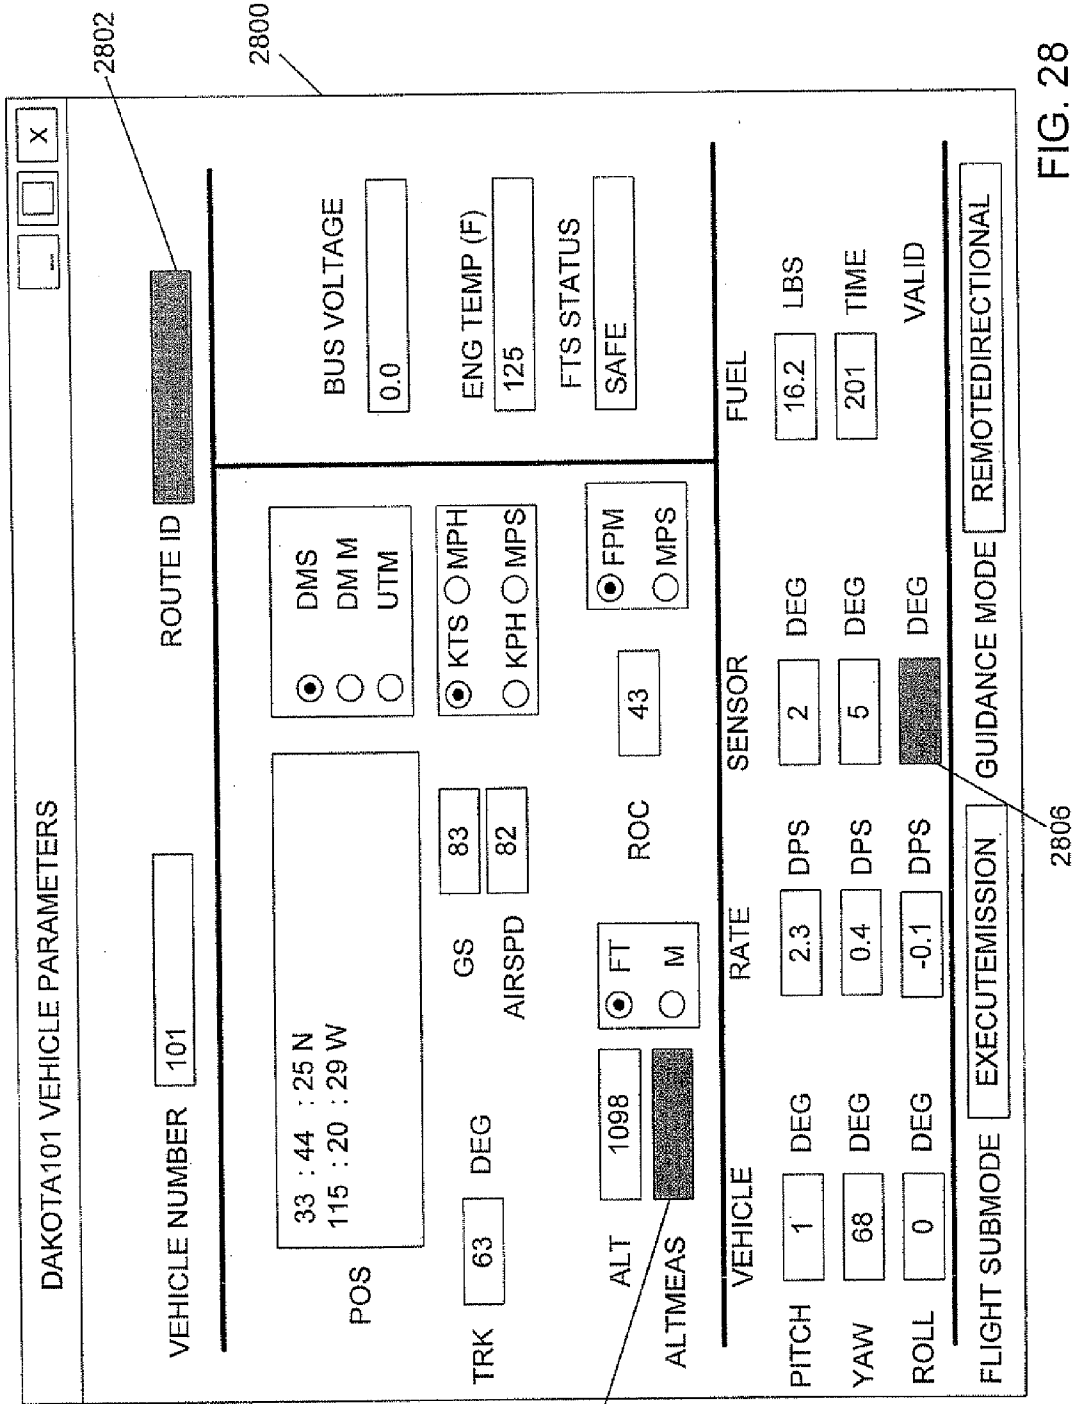 DAKOTA101 VEHICLE PARAMETERS
_ X
2802
VEHICLE NUMBER 101 ROUTE ID
2800
POS
33 : 44 : 25 N
115 : 20 : 29 W
DMS
DM M
UTM
BUS VOLTAGE
0.0
TRK 63 DEG
GS 83
AIRSPD 82
KTS MPH
KPH MPS
ENG TEMP (F)
125
FTS STATUS
SAFE
ALT 1098
ALTMEAS
FT
M
ROC 43
FPM
MPS
VEHICLE RATE SENSOR FUEL
PITCH 1 DEG 2.3 DPS 2 DEG 16.2 LBS
YAW 68 DEG 0.4 DPS 5 DEG 201 TIME
ROLL 0 DEG -0.1 DPS DEG VALID
FLIGHT SUBMODE EXECUTEMISSION GUIDANCE MODE REMOTEDIRECTIONAL
2806
FIG. 28